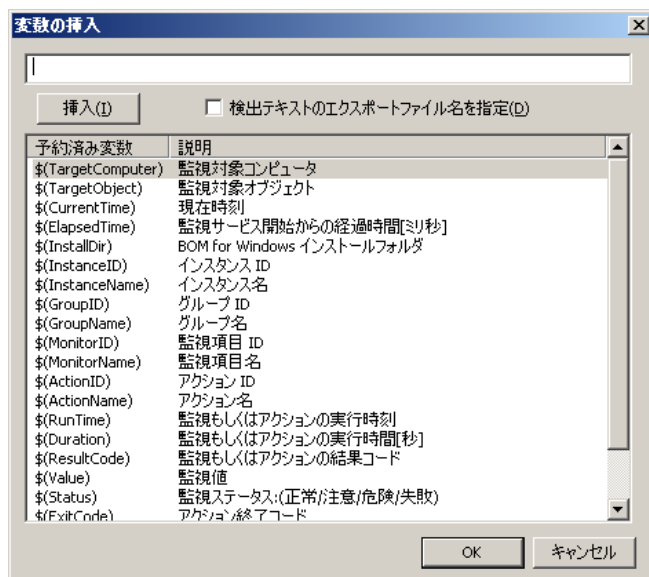 変数の挿入
挿入(I)
検出テキストのエクスポートファイル名を指定(D)
予約済み変数 説明
$(TargetComputer) 監視対象コンピュータ
$(TargetObject) 監視対象オブジェクト
$(CurrentTime) 現在時刻
$(ElapsedTime) 監視サービス開始からの経過時間[ミリ秒]
$(InstallDir) BOM for Windows インストールフォルダ
$(InstanceID) インスタンス ID
$(InstanceName) インスタンス名
$(GroupID) グループ ID
$(GroupName) グループ名
$(MonitorID) 監視項目 ID
$(MonitorName) 監視項目名
$(ActionID) アクション ID
$(ActionName) アクション名
$(RunTime) 監視もしくはアクションの実行時刻
$(Duration) 監視もしくはアクションの実行時間[秒]
$(ResultCode) 監視もしくはアクションの結果コード
$(Value) 監視値
$(Status) 監視ステータス:(正常/注意/危険/失敗)
$(ExitCode) アクション終了コード
OK キャンセル